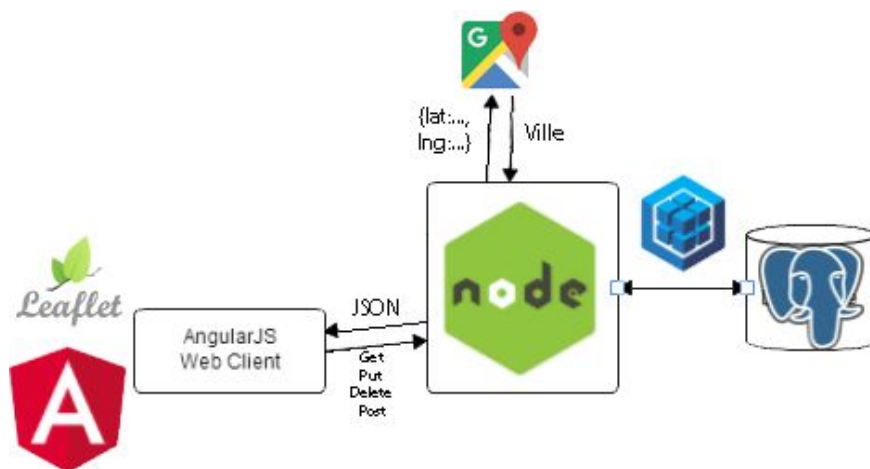 G
{lat:...,
lng:...}
Ville
node
Leaflet
JSON
AngularJS
Web Client
Get
Put
Delete
Post
A